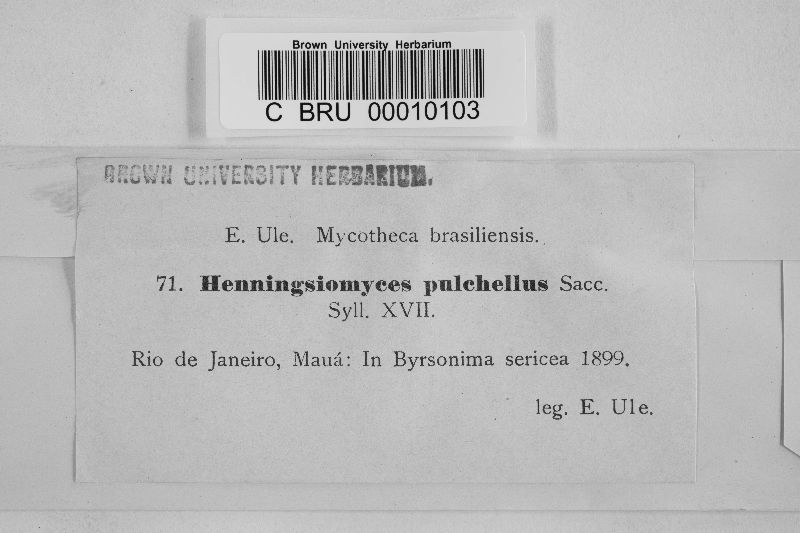 Brown University Herbarium
C BRU 00010103
BROWN UNIVERSITY HERBARIUM.
E. Ule. Mycotheca brasiliensis.
71. Henningsiomyces pulchellus Sacc.
Syll. XVII.
Rio de Janeiro, Mauá: In Byrsonima sericea 1899.
leg. E. Ule.